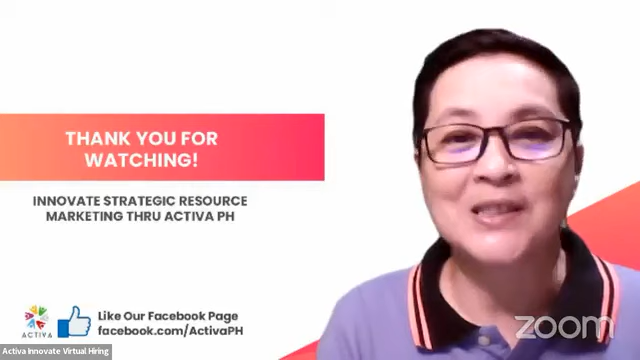 THANK YOU FOR
WATCHING!
INNOVATE STRATEGIC RESOURCE
MARKETING THRU ACTIVA PH
ACTIVA
Like Our Facebook Page
facebook.com/ActivaPH
Activa Innovate Virtual Hiring
zoom